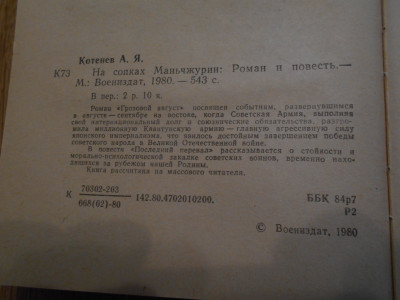 Котенев А. Я.
К73 На сопках Маньчжурии: Роман и повесть.—
М.: Воениздат, 1980.— 543 с.
В пер.: 2 р. 10 к.
Роман «Грозовой август» посвящен событиям, развернувшимся
в августе—сентябре на востоке, когда Советская Армия, выполняя
свой интернациональный долг и союзнические обязательства, разгро-
мила миллионную Квантунскую армию — главную агрессивную силу
японского империализма, что явилось достойным завершением победы
советского народа в Великой Отечественной войне.
В повести «Последний перевал» рассказывается о стойкости и
морально-психологической закалке советских воинов, временно нахо-
дящихся за рубежом нашей Родины.
Книга рассчитана на массового читателя.
К 70302-203
068(02)-80 142.80.4702010200.
ББК 84р7
Р2
© Воениздат, 1980